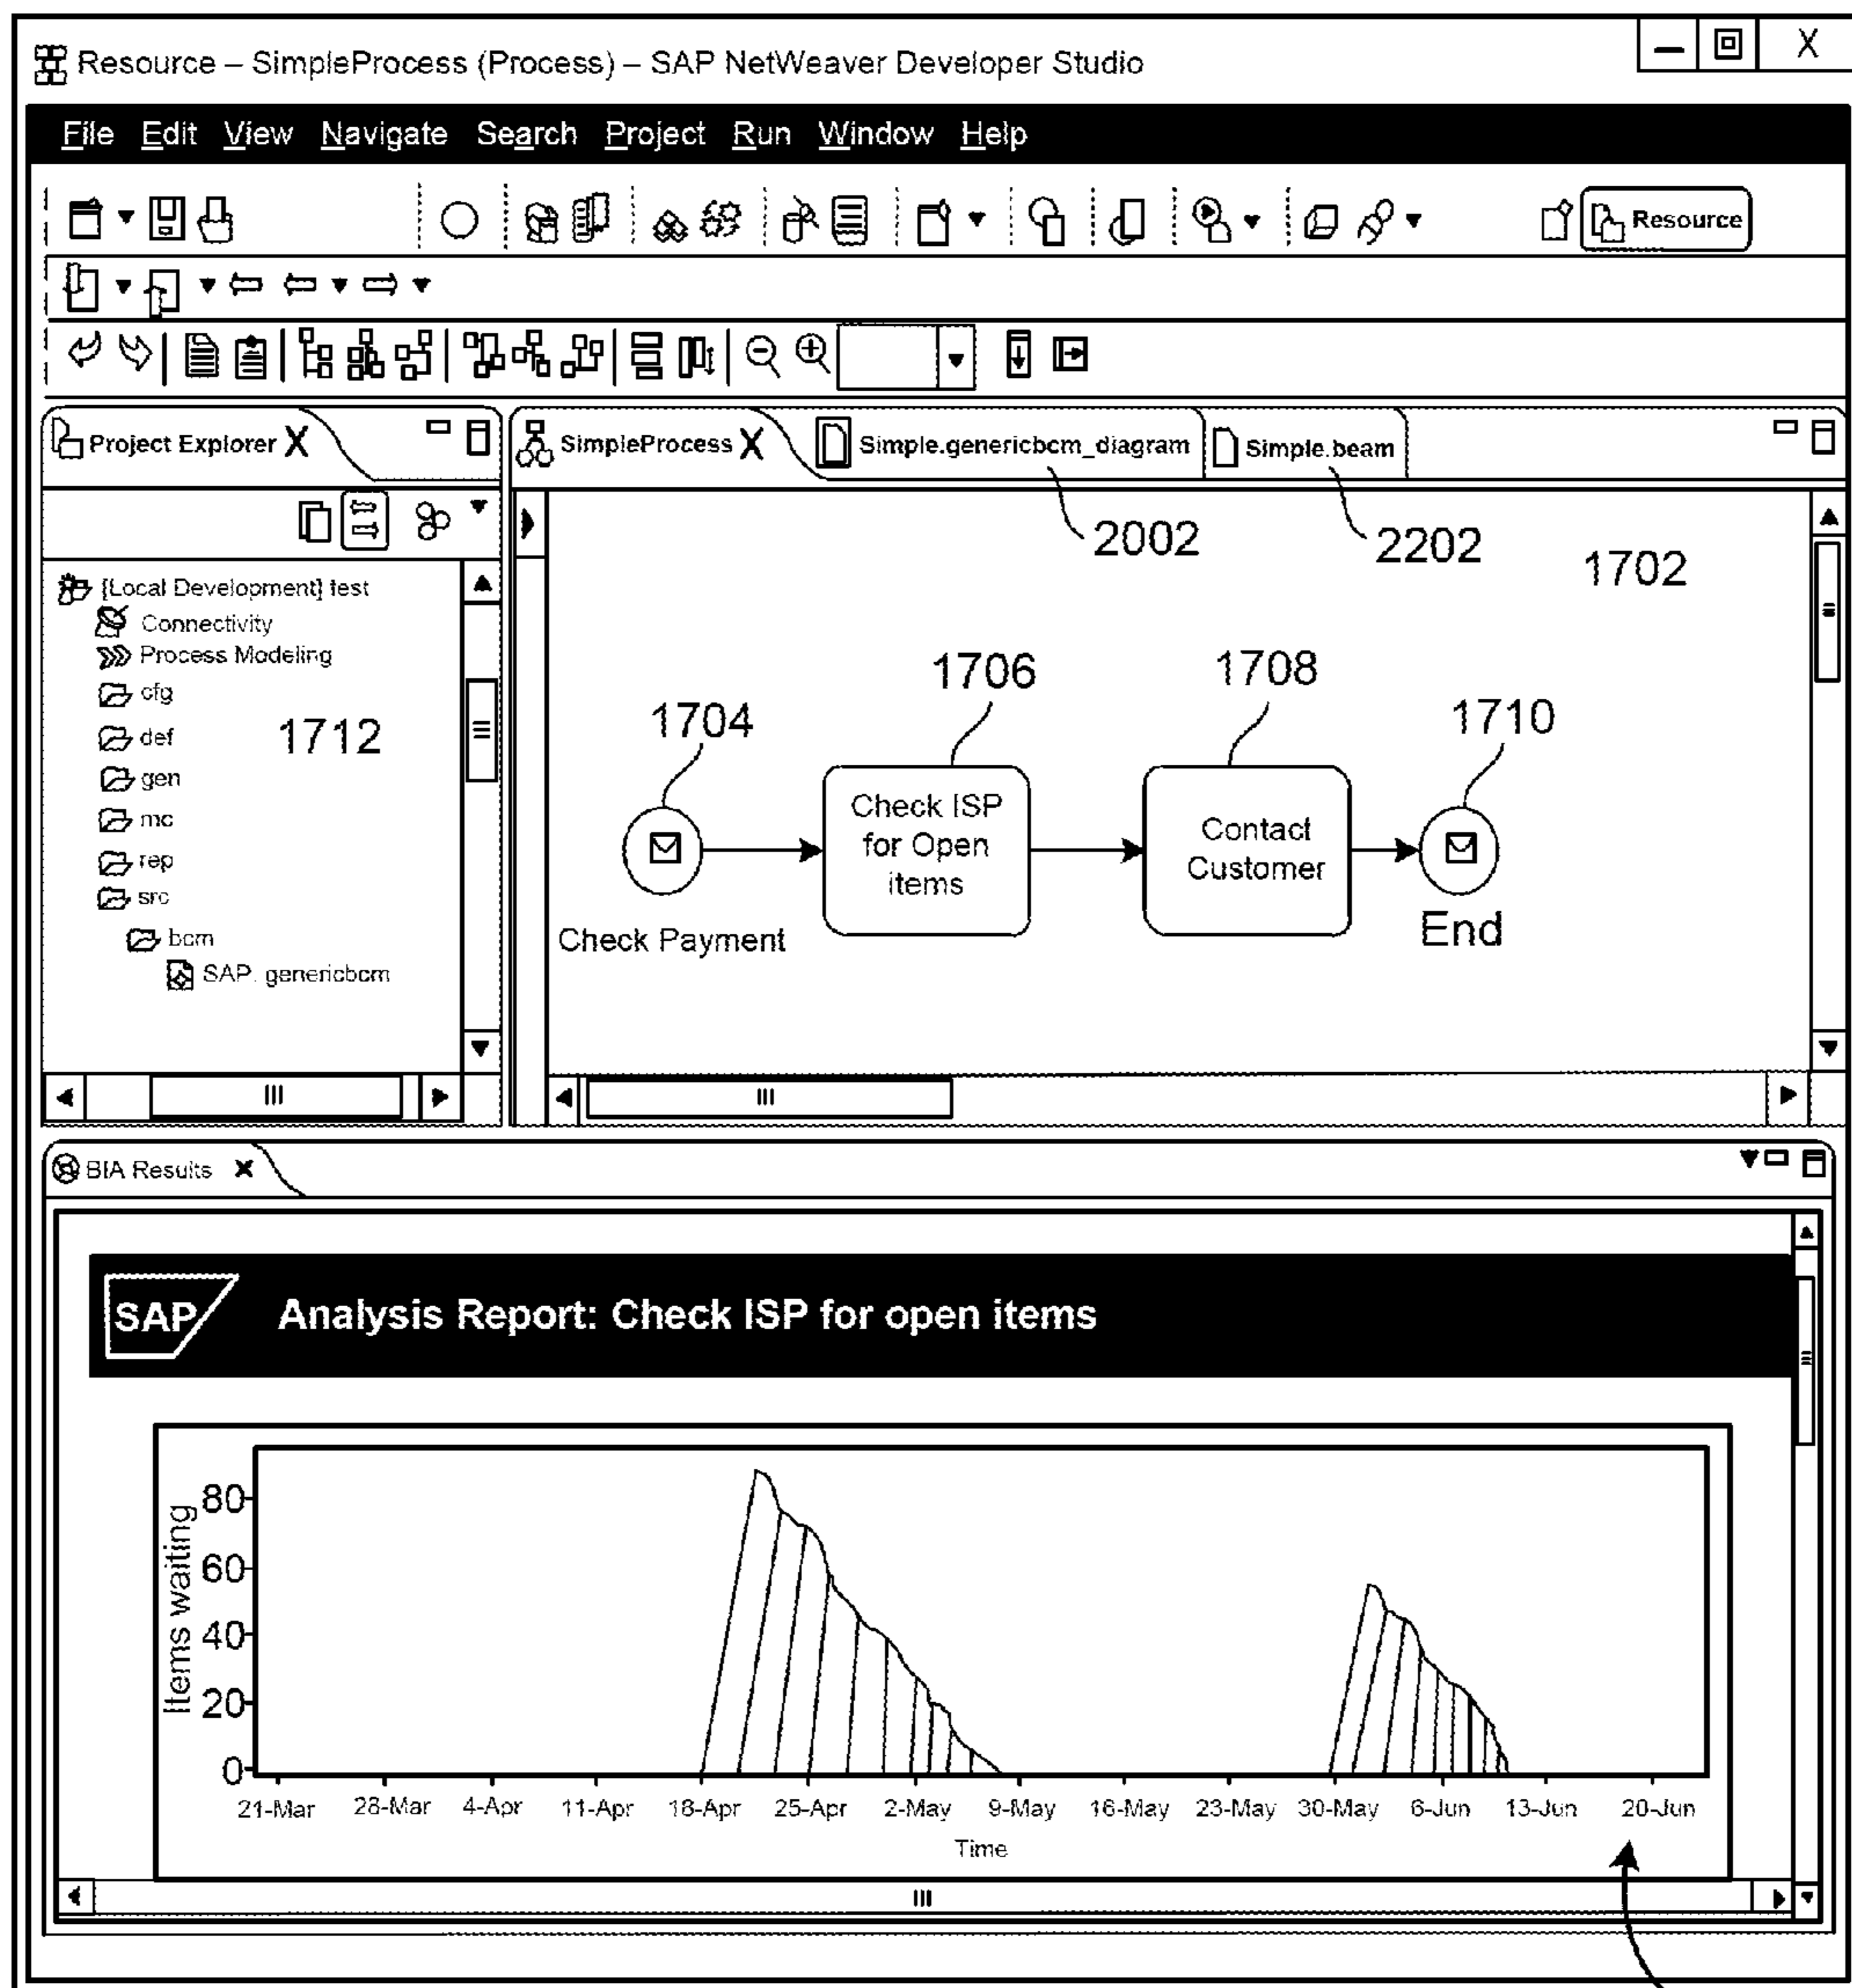 Resource – SimpleProcess (Process) – SAP NetWeaver Developer Studio
X
File Edit View Navigate Search Project Run Window Help
Resource
Project Explorer X
SimpleProcess X
Simple.genericbcm_diagram
Simple.beam
2002
2202
1702
[Local Development] test
Connectivity
Process Modeling
cfg
def
gen
mc
rep
src
bcm
SAP. genericbcm
1712
1704
1706
1708
1710
Check ISP
for Open
items
Contact
Customer
Check Payment
End
BIA Results X
SAP
Analysis Report: Check ISP for open items
Items waiting
80
60
40
20
0
21-Mar 28-Mar 4-Apr 11-Apr 18-Apr 25-Apr 2-May 9-May 16-May 23-May 30-May 6-Jun 13-Jun 20-Jun
Time